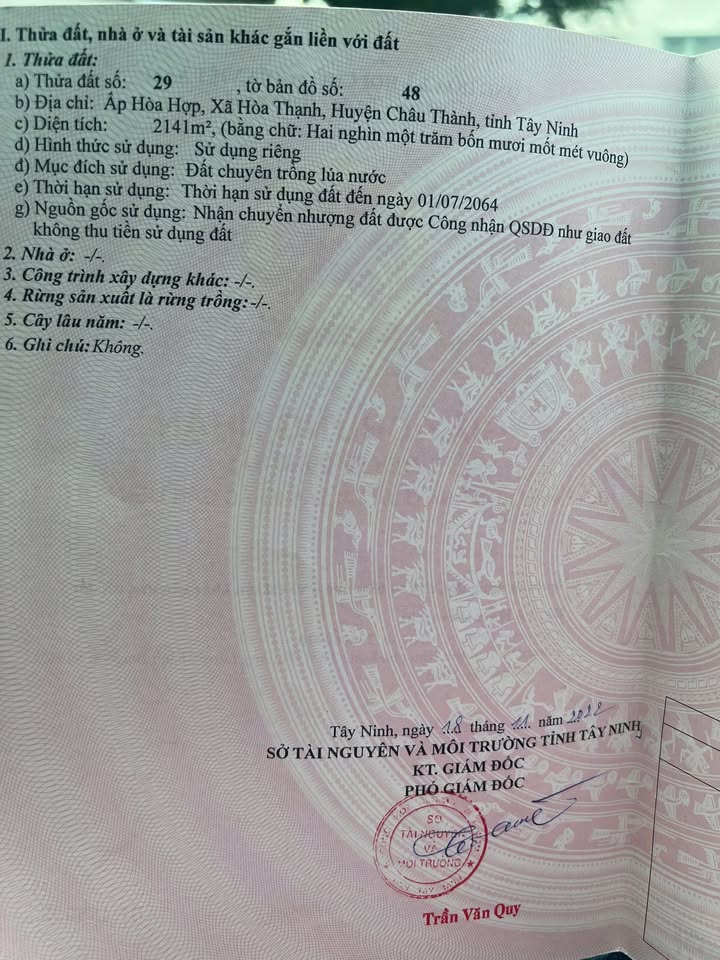 I. Thửa đất, nhà ở và tài sản khác gắn liền với đất
1. Thửa đất:
a) Thửa đất số: 29 , tờ bản đồ số: 48
b) Địa chỉ: Ấp Hòa Hợp, Xã Hòa Thạnh, Huyện Châu Thành, tỉnh Tây Ninh
c) Diện tích: 2141m², (bằng chữ: Hai nghìn một trăm bốn mươi mốt mét vuông)
d) Hình thức sử dụng: Sử dụng riêng
đ) Mục đích sử dụng: Đất chuyên trồng lúa nước
e) Thời hạn sử dụng: Thời hạn sử dụng đất đến ngày 01/07/2064
g) Nguồn gốc sử dụng: Nhận chuyển nhượng đất được Công nhận QSDĐ như giao đất
không thu tiền sử dụng đất
2. Nhà ở: -/-.
3. Công trình xây dựng khác: -/-.
4. Rừng sản xuất là rừng trồng: -/-.
5. Cây lâu năm: -/-.
6. Ghi chú: Không.
Tây Ninh, ngày 18 tháng 11 năm 2022
SỞ TÀI NGUYÊN VÀ MÔI TRƯỜNG TỈNH TÂY NINH
KT. GIÁM ĐỐC
PHÓ GIÁM ĐỐC
SỞ
TÀI NGUYÊN
VÀ
MÔI TRƯỜNG
Trần Văn Quy